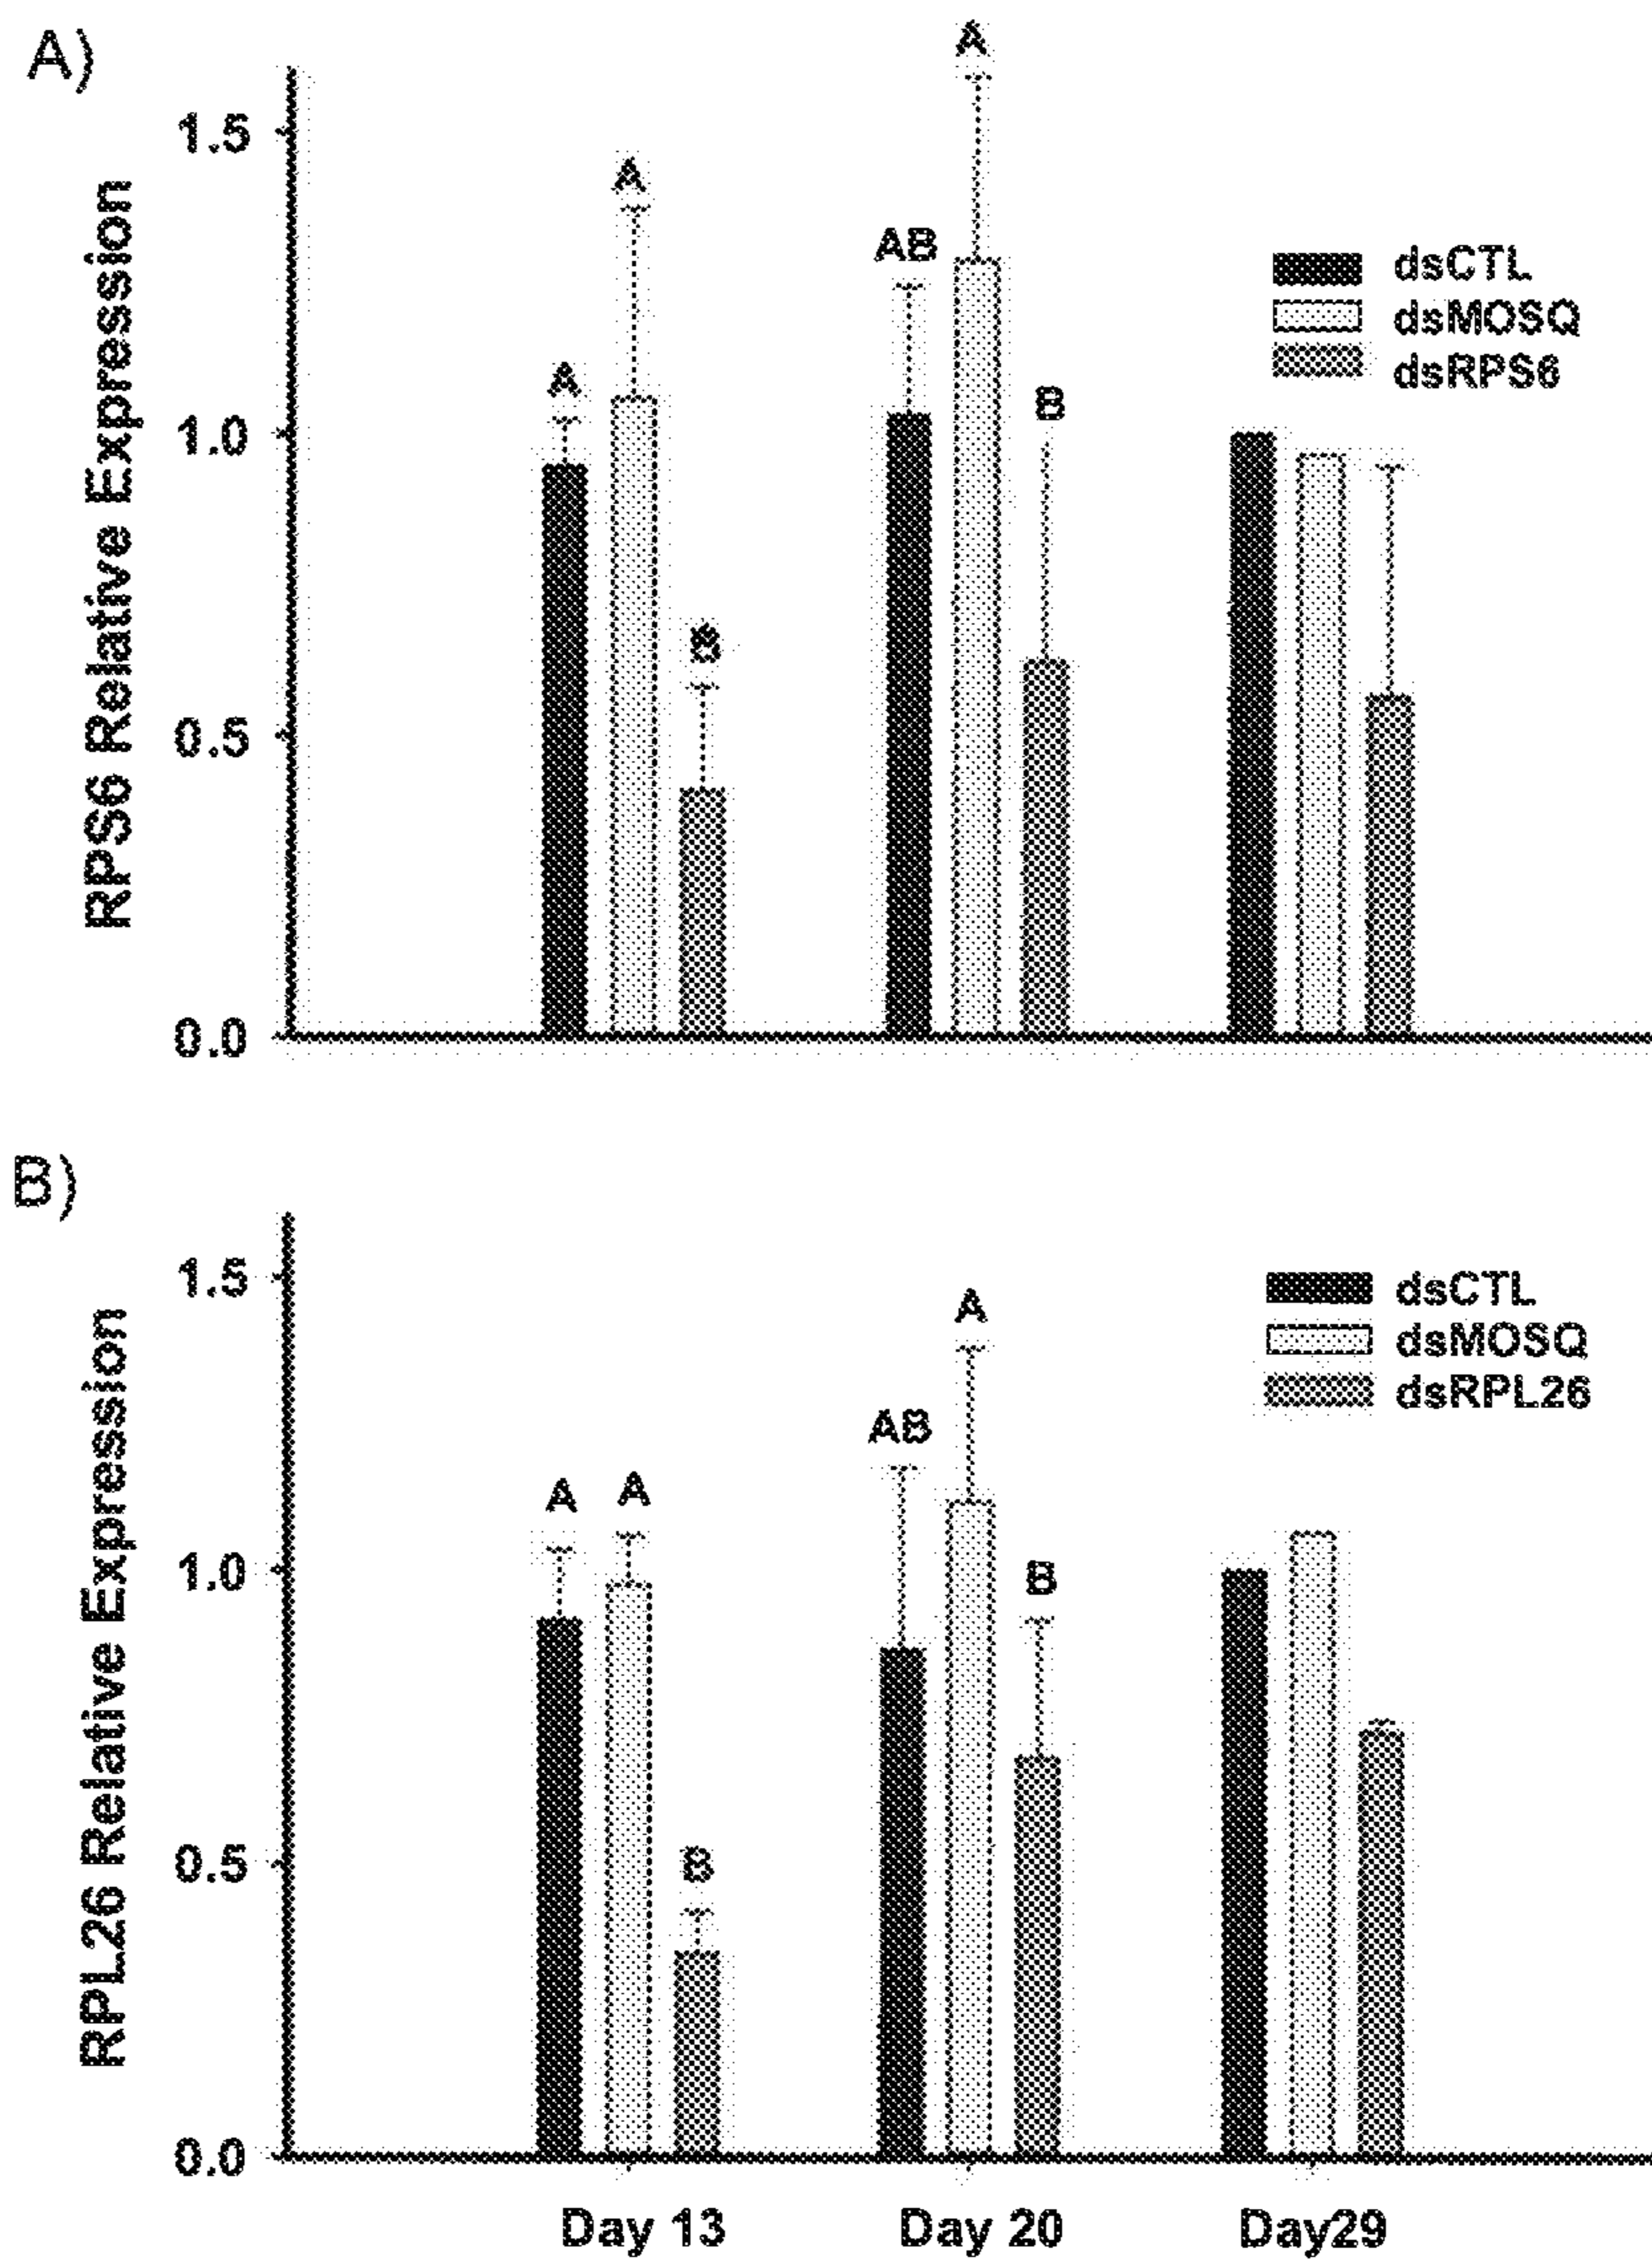 A)
RPS6 Relative Expression
1.5
1.0
0.5
0.0
A
A
B
AB
A
B
dsCTL
dsMOSQ
dsRPS6
B)
RPL26 Relative Expression
1.5
1.0
0.5
0.0
A
A
B
AB
A
B
dsCTL
dsMOSQ
dsRPL26
Day 13
Day 20
Day29